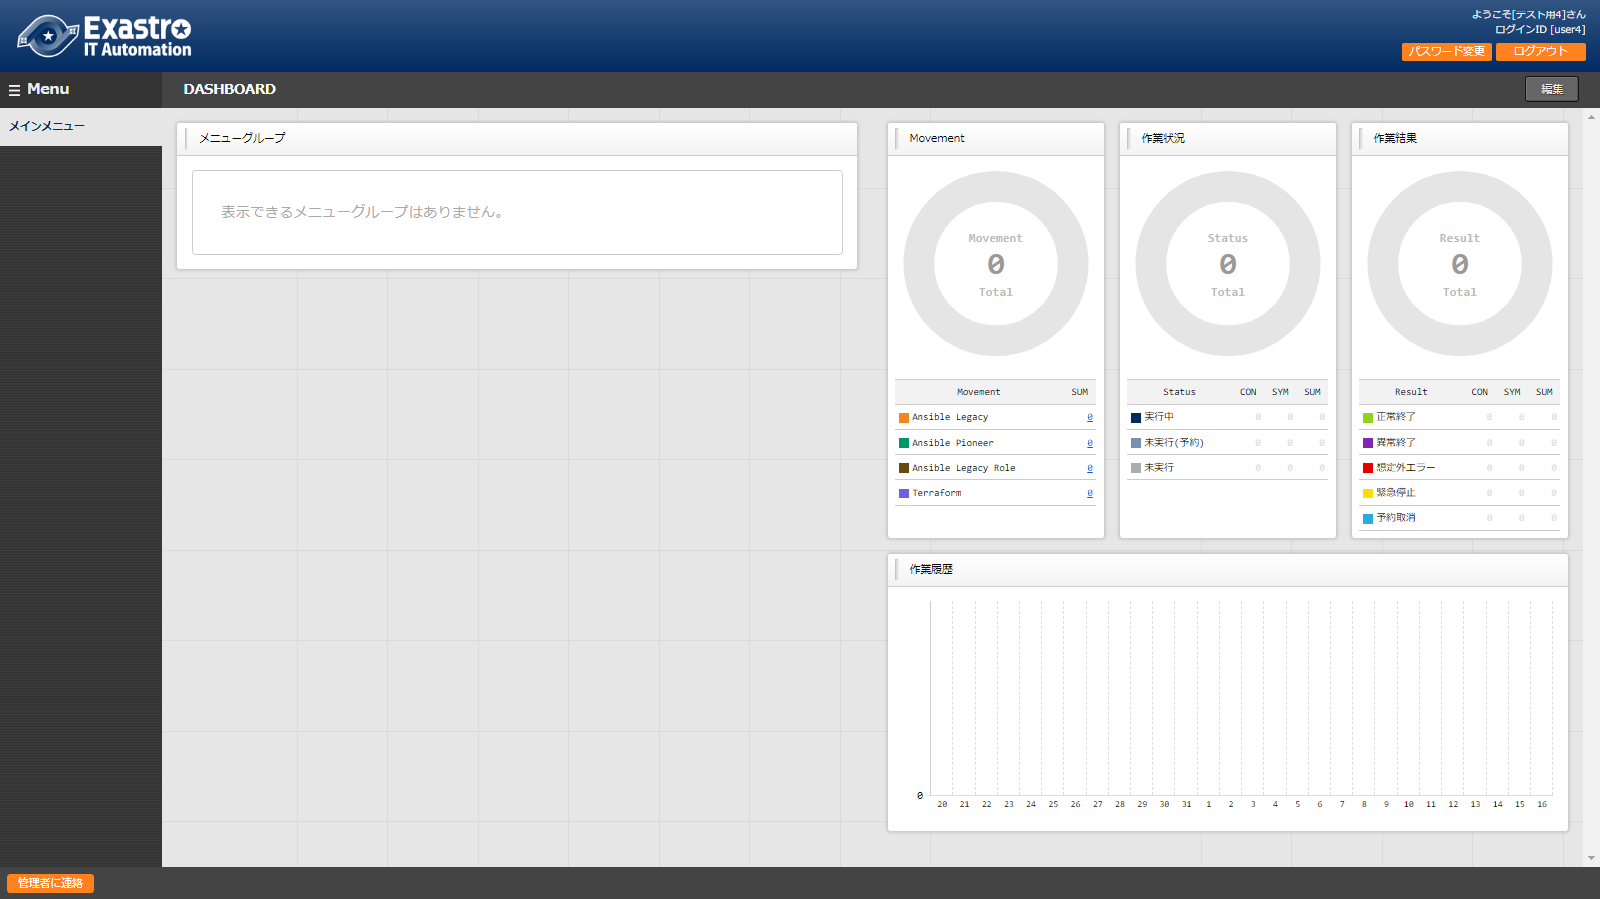 Exastro
IT Automation
ようこそ[テスト用4]さん
ログインID [user4]
パスワード変更 ログアウト
Menu
DASHBOARD
編集
メインメニュー
メニューグループ
表示できるメニューグループはありません。
Movement
Movement
0
Total
Movement SUM
Ansible Legacy 0
Ansible Pioneer 0
Ansible Legacy Role 0
Terraform 0
作業状況
Status
0
Total
Status CON SYM SUM
実行中 0 0 0
未実行(予約) 0 0 0
未実行 0 0 0
作業結果
Result
0
Total
Result CON SYM SUM
正常終了 0 0 0
異常終了 0 0 0
想定外エラー 0 0 0
緊急停止 0 0 0
予約取消 0 0 0
作業履歴
0
20 21 22 23 24 25 26 27 28 29 30 31 1 2 3 4 5 6 7 8 9 10 11 12 13 14 15 16
管理者に連絡